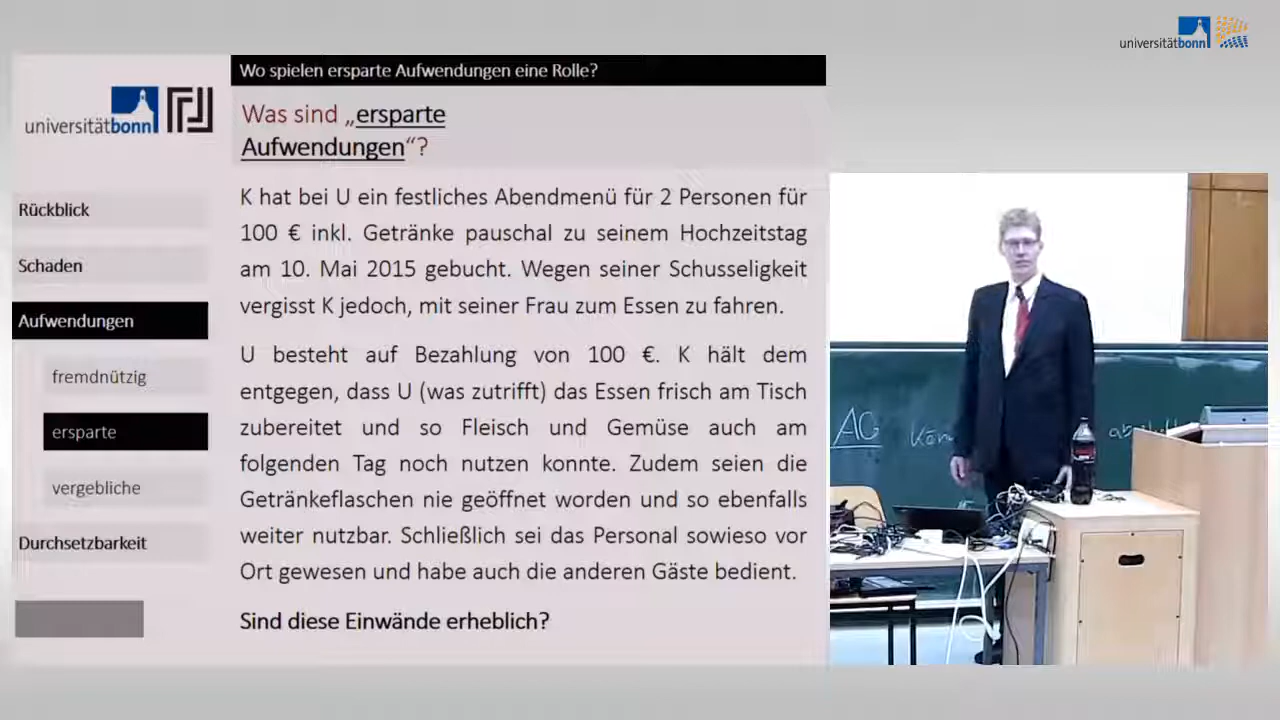 universitätbonn
Wo spielen ersparte Aufwendungen eine Rolle?
universitätbonn
Was sind „ersparte
Aufwendungen“?
Rückblick
Schaden
Aufwendungen
fremdnützig
ersparte
vergebliche
Durchsetzbarkeit
K hat bei U ein festliches Abendmenü für 2 Personen für
100 € inkl. Getränke pauschal zu seinem Hochzeitstag
am 10. Mai 2015 gebucht. Wegen seiner Schusseligkeit
vergisst K jedoch, mit seiner Frau zum Essen zu fahren.
U besteht auf Bezahlung von 100 €. K hält dem
entgegen, dass U (was zutrifft) das Essen frisch am Tisch
zubereitet und so Fleisch und Gemüse auch am
folgenden Tag noch nutzen konnte. Zudem seien die
Getränkeflaschen nie geöffnet worden und so ebenfalls
weiter nutzbar. Schließlich sei das Personal sowieso vor
Ort gewesen und habe auch die anderen Gäste bedient.
Sind diese Einwände erheblich?
AG